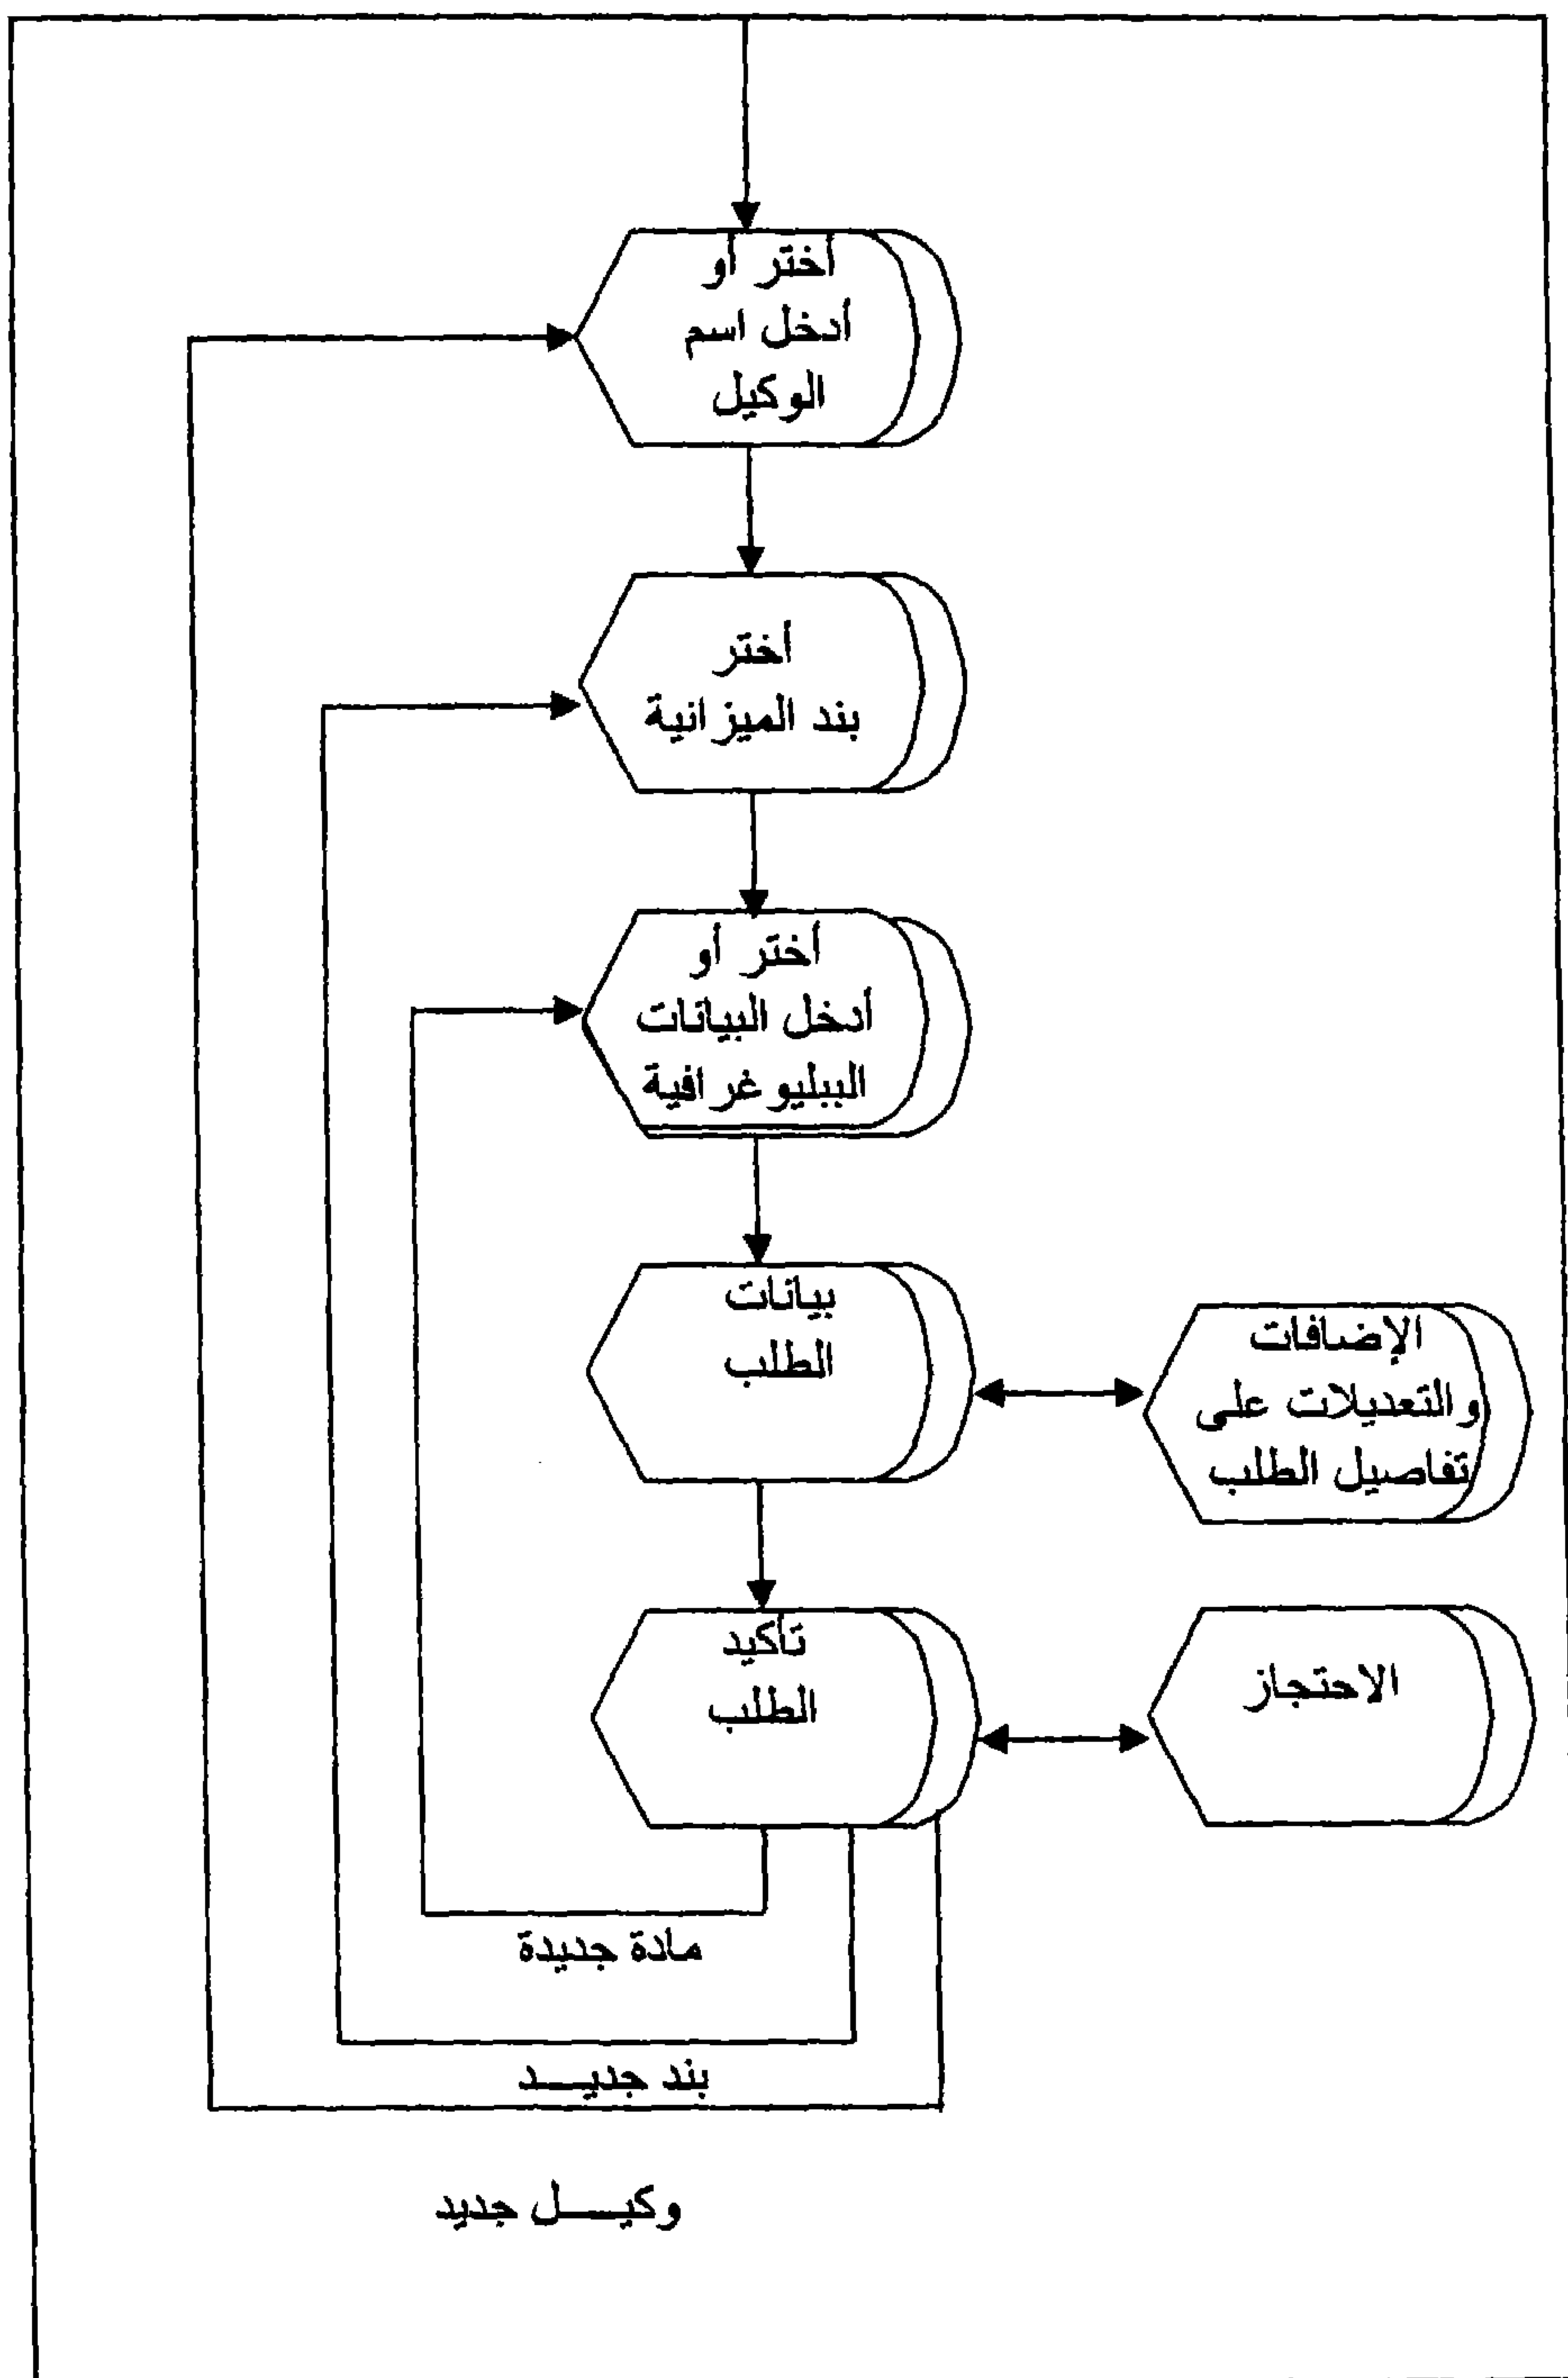 أختر أو
أدخل اسم
الوكيل
أختر
بند الميزانية
أختر أو
أدخل البيانات
الببليوغرافية
بيانات
الطلب
الإضافات
والتعديلات على
تفاصيل الطلب
تأكيد
الطلب
الاحتجاز
مادة جديدة
بند جديـــد
وكيـــل جديد